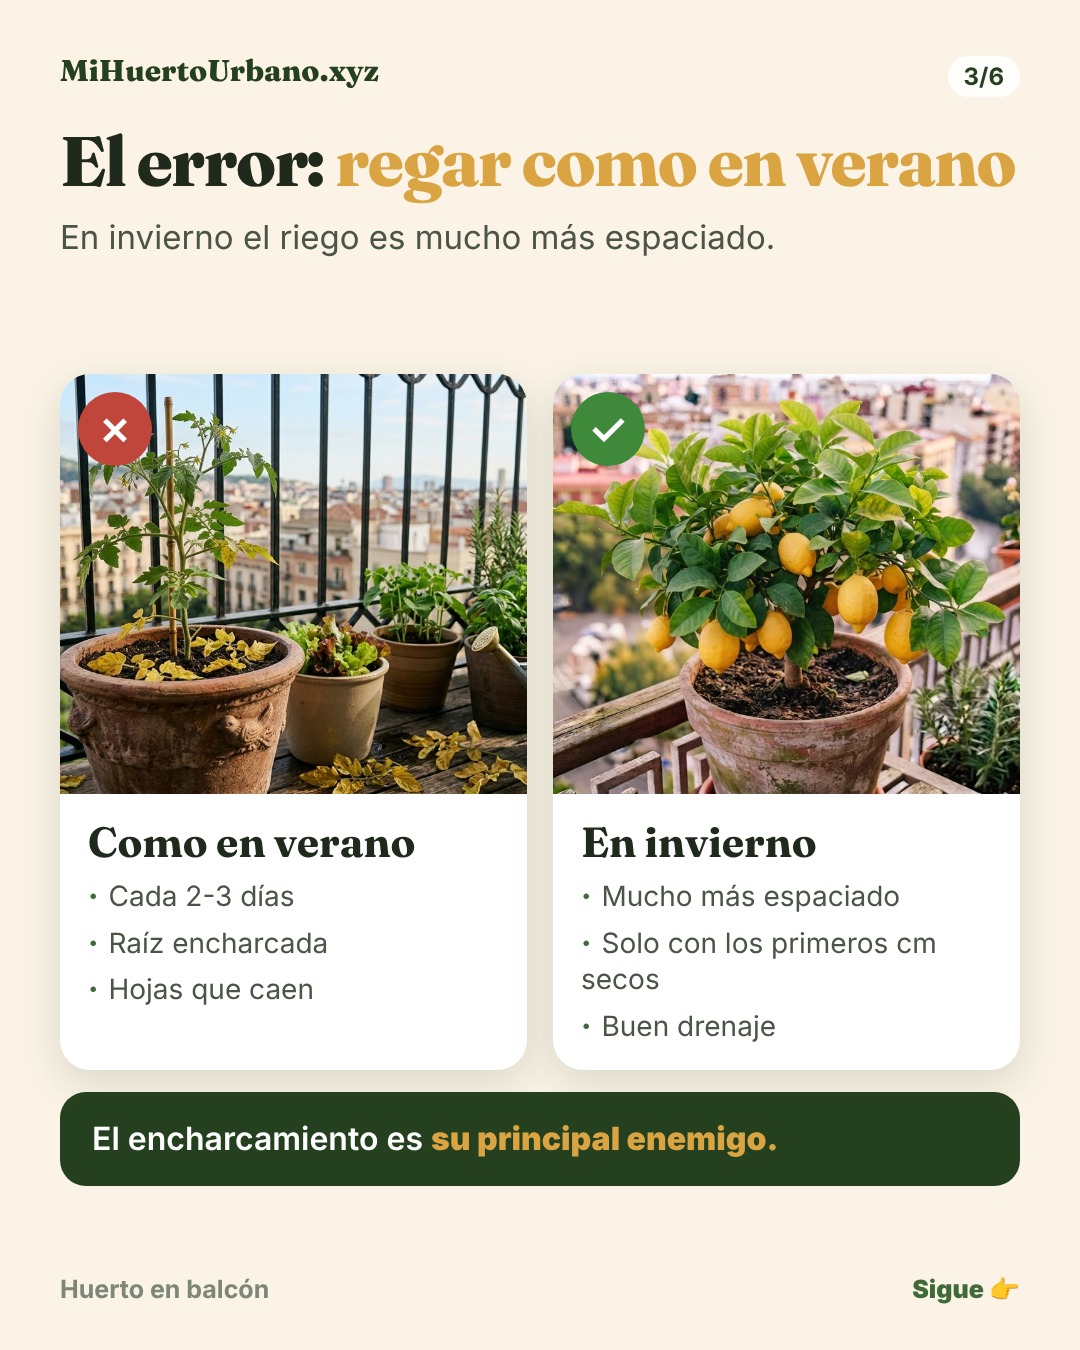 MiHuertoUrbano.xyz
3/6
El error: regar como en verano
En invierno el riego es mucho más espaciado.
Como en verano
· Cada 2-3 días
· Raíz encharcada
· Hojas que caen
En invierno
· Mucho más espaciado
· Solo con los primeros cm
secos
· Buen drenaje
El encharcamiento es su principal enemigo.
Huerto en balcón
Sigue 👉